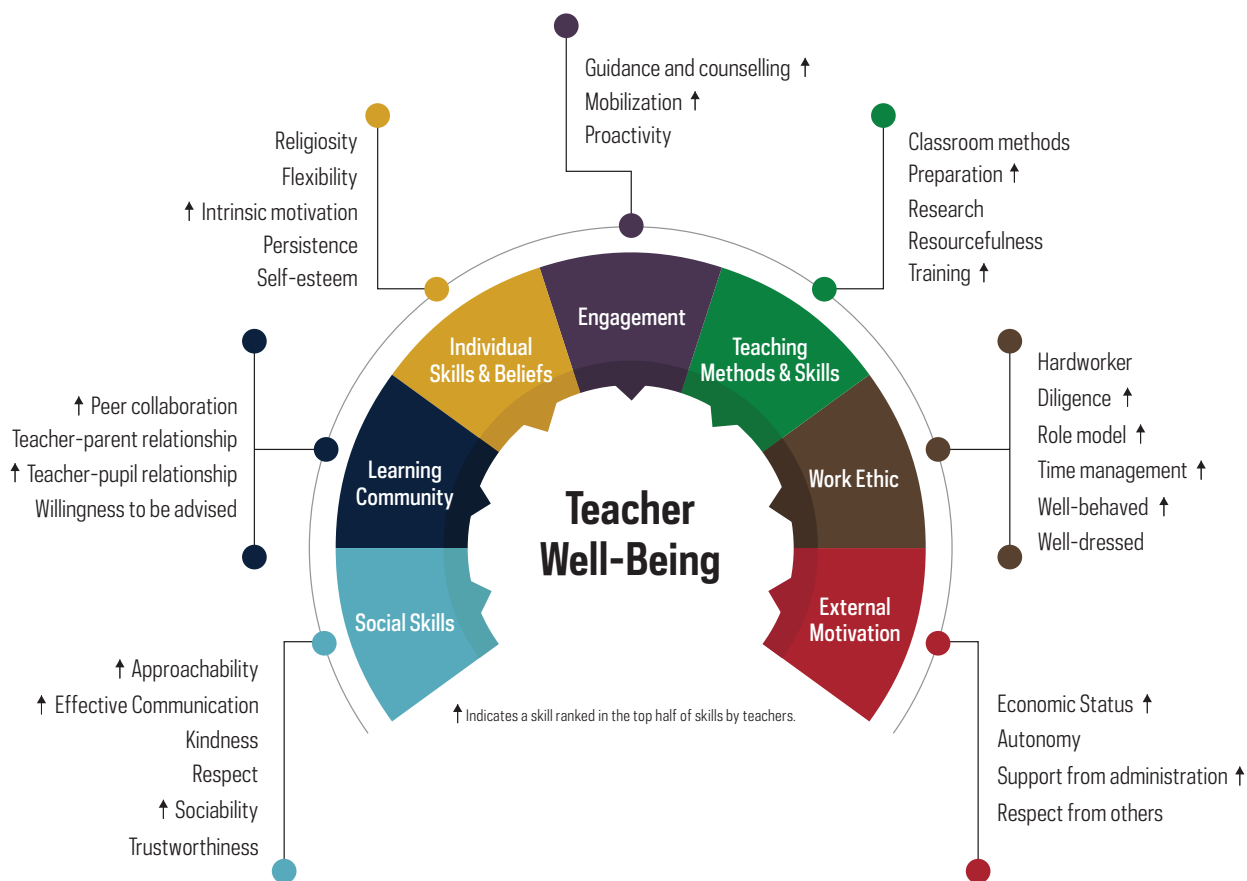 Guidance and counselling ↑
Mobilization ↑
Proactivity
Religiosity
Flexibility
↑ Intrinsic motivation
Persistence
Self-esteem
Classroom methods
Preparation ↑
Research
Resourcefulness
Training ↑
↑ Peer collaboration
Teacher-parent relationship
↑ Teacher-pupil relationship
Willingness to be advised
Hardworker
Diligence ↑
Role model ↑
Time management ↑
Well-behaved ↑
Well-dressed
↑ Approachability
↑ Effective Communication
Kindness
Respect
↑ Sociability
Trustworthiness
Economic Status ↑
Autonomy
Support from administration ↑
Respect from others
Social Skills
Learning
Community
Individual
Skills & Beliefs
Engagement
Teaching
Methods & Skills
Work Ethic
External
Motivation
Teacher
Well-Being
↑ Indicates a skill ranked in the top half of skills by teachers.